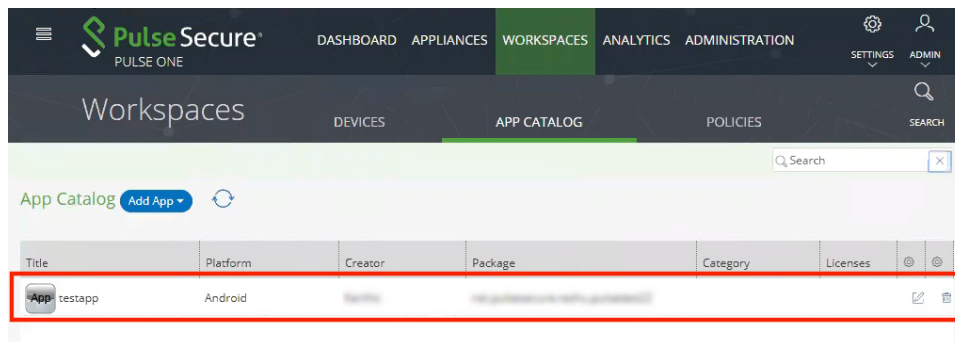 Pulse Secure®
PULSE ONE
DASHBOARD APPLIANCES WORKSPACES ANALYTICS ADMINISTRATION
SETTINGS
ADMIN
Workspaces
DEVICES APP CATALOG POLICIES
SEARCH
Search
App Catalog Add App
Title Platform Creator Package Category Licenses
App testapp Android